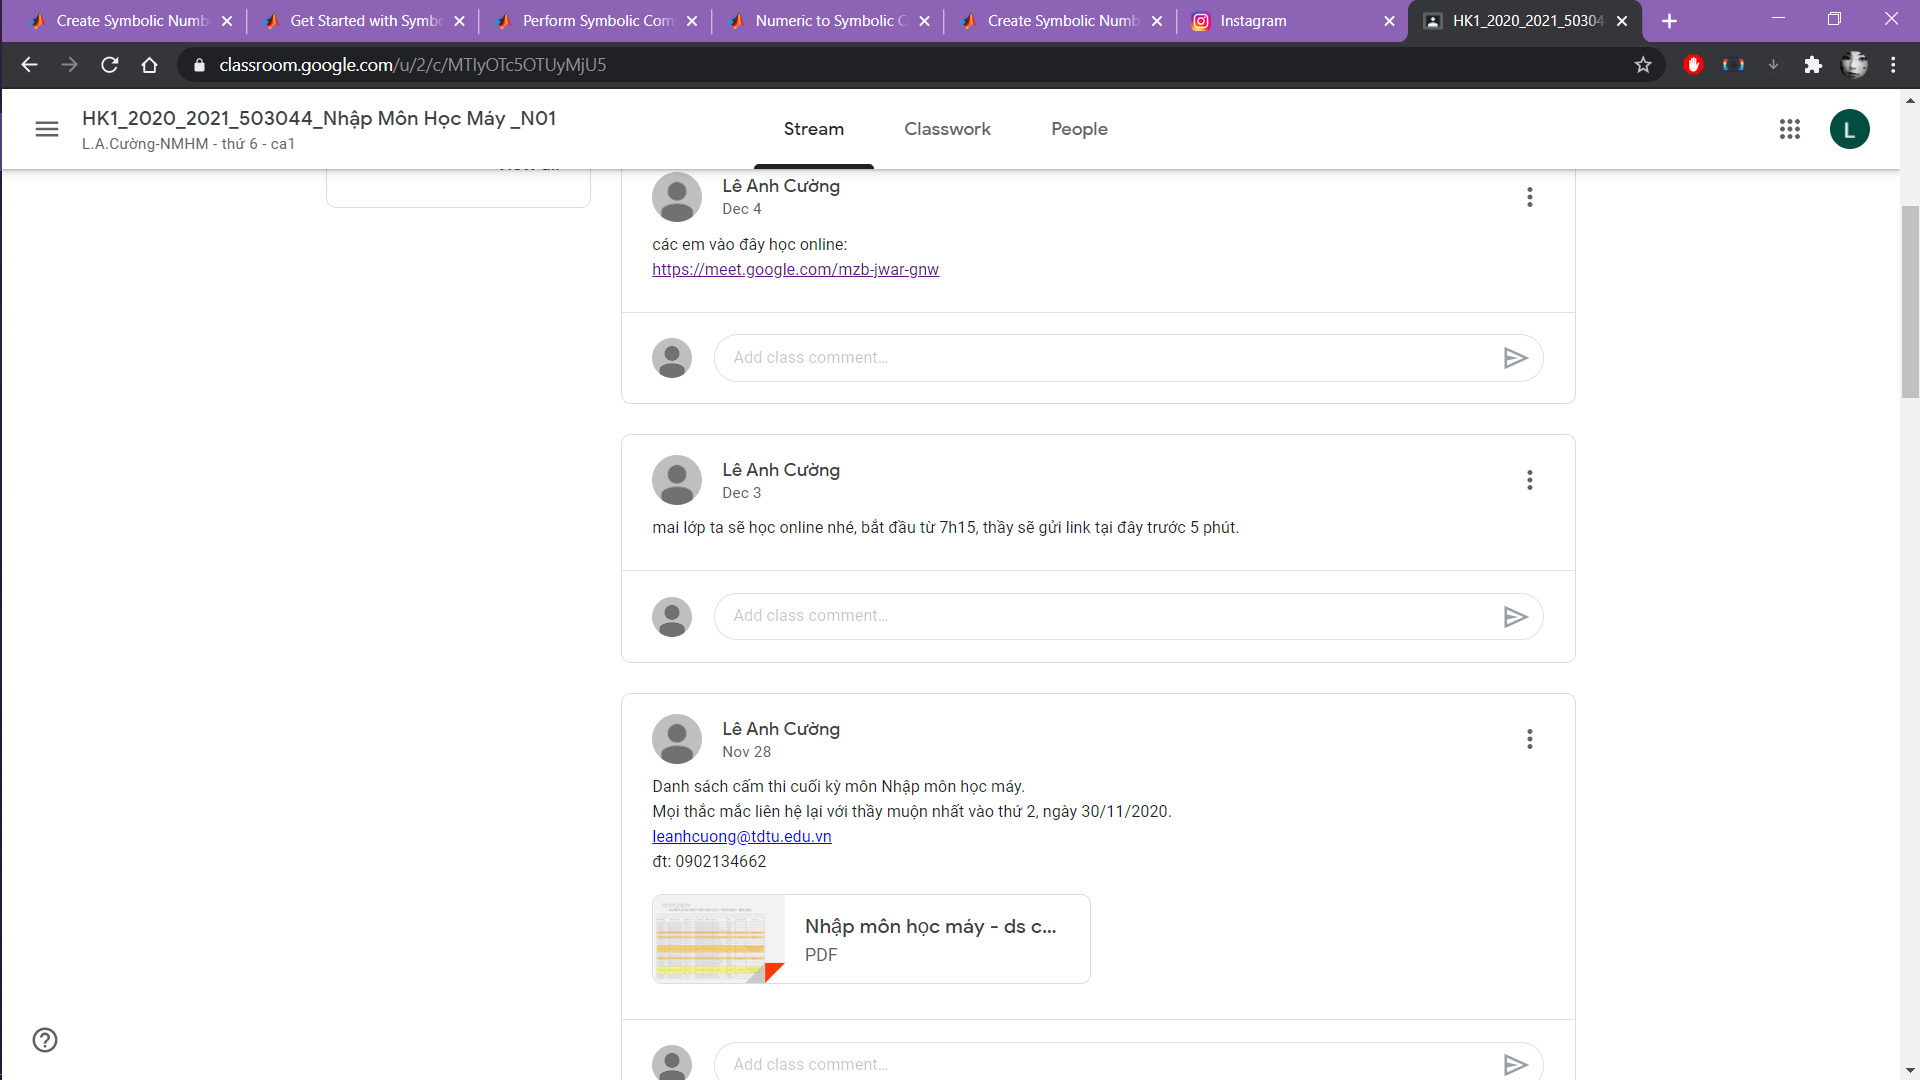 Create Symbolic Numb
Get Started with Symbo
Perform Symbolic Com
Numeric to Symbolic C
Create Symbolic Numb
Instagram
HK1_2020_2021_50304
classroom.google.com/u/2/c/MTIyOTc5OTUyMjU5
HK1_2020_2021_503044_Nhập Môn Học Máy _N01
L.A.Cường-NMHM - thứ 6 - ca1
Stream
Classwork
People
L
Lê Anh Cường
Dec 4
các em vào đây học online:
https://meet.google.com/mzb-jwar-gnw
Add class comment...
Lê Anh Cường
Dec 3
mai lớp ta sẽ học online nhé, bắt đầu từ 7h15, thầy sẽ gửi link tại đây trước 5 phút.
Add class comment...
Lê Anh Cường
Nov 28
Danh sách cấm thi cuối kỳ môn Nhập môn học máy.
Mọi thắc mắc liên hệ lại với thầy muộn nhất vào thứ 2, ngày 30/11/2020.
leanhcuong@tdtu.edu.vn
đt: 0902134662
Nhập môn học máy - ds c...
PDF
Add class comment...